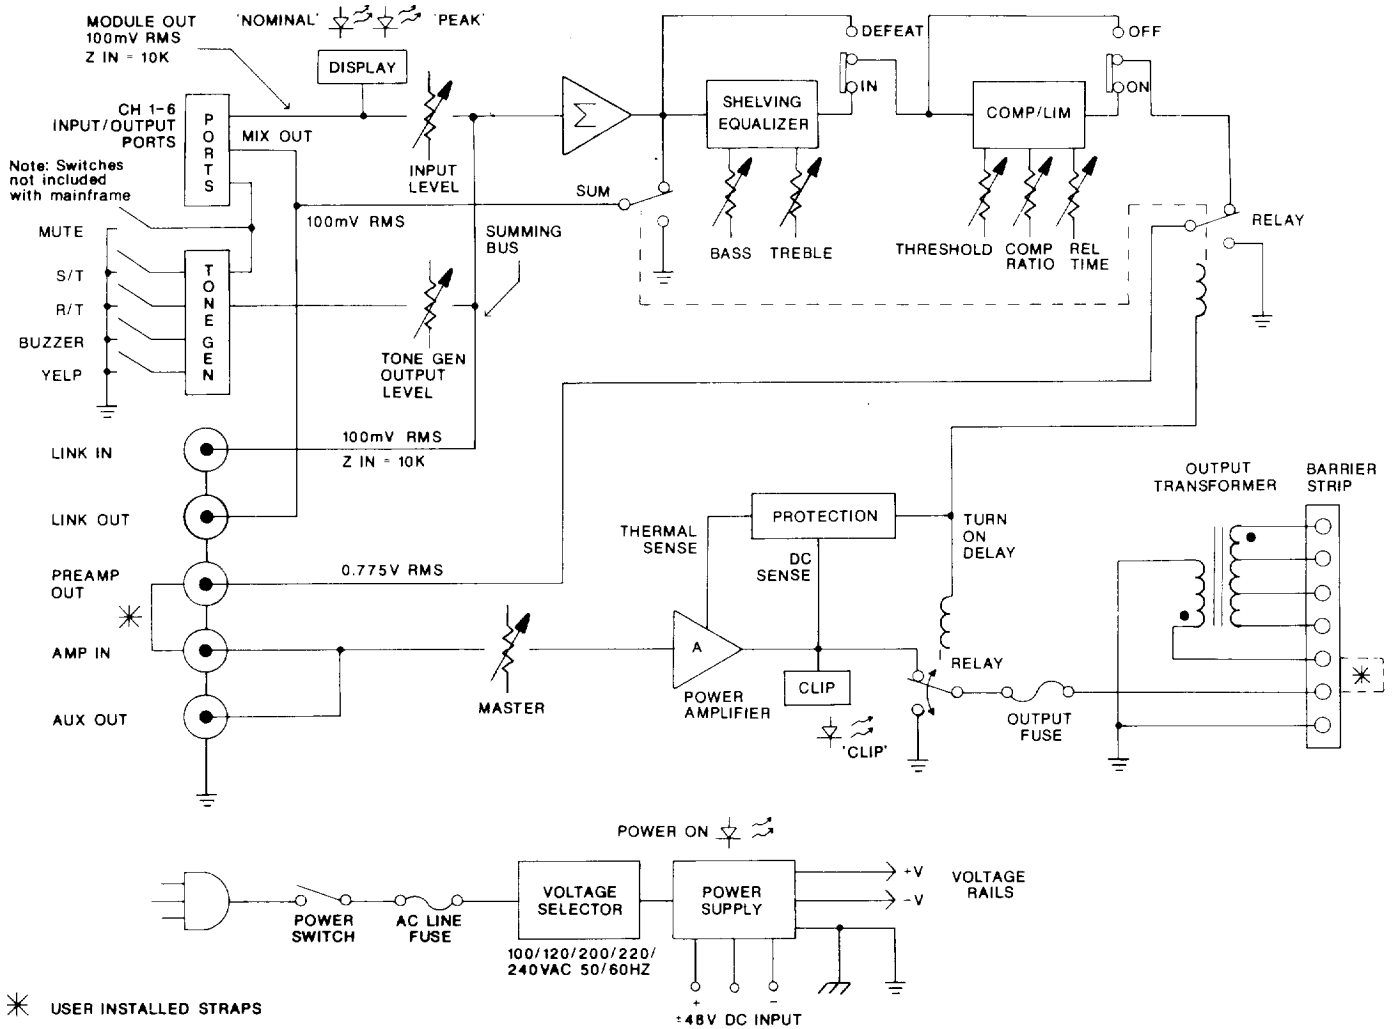 MODULE OUT
100mV RMS
Z IN = 10K
'NOMINAL'
'PEAK'
DISPLAY
CH 1-6
INPUT/OUTPUT
PORTS
PORTS
MIX OUT
INPUT
LEVEL
Note: Switches
not included
with mainframe
MUTE
S/T
R/T
BUZZER
YELP
TONE GEN
100mV RMS
SUM
SUMMING
BUS
TONE GEN
OUTPUT
LEVEL
Σ
SHELVING
EQUALIZER
BASS
TREBLE
DEFEAT
IN
COMP/LIM
THRESHOLD
COMP
RATIO
REL
TIME
OFF
ON
RELAY
LINK IN
100mV RMS
Z IN = 10K
LINK OUT
PREAMP
OUT
0.775V RMS
AMP IN
AUX OUT
MASTER
THERMAL
SENSE
PROTECTION
DC
SENSE
TURN
ON
DELAY
A
POWER
AMPLIFIER
CLIP
'CLIP'
RELAY
OUTPUT
FUSE
OUTPUT
TRANSFORMER
BARRIER
STRIP
POWER ON
POWER
SWITCH
AC LINE
FUSE
VOLTAGE
SELECTOR
100/120/200/220/
240VAC 50/60HZ
POWER
SUPPLY
+V
-V
VOLTAGE
RAILS
+
-
±48V DC INPUT
USER INSTALLED STRAPS